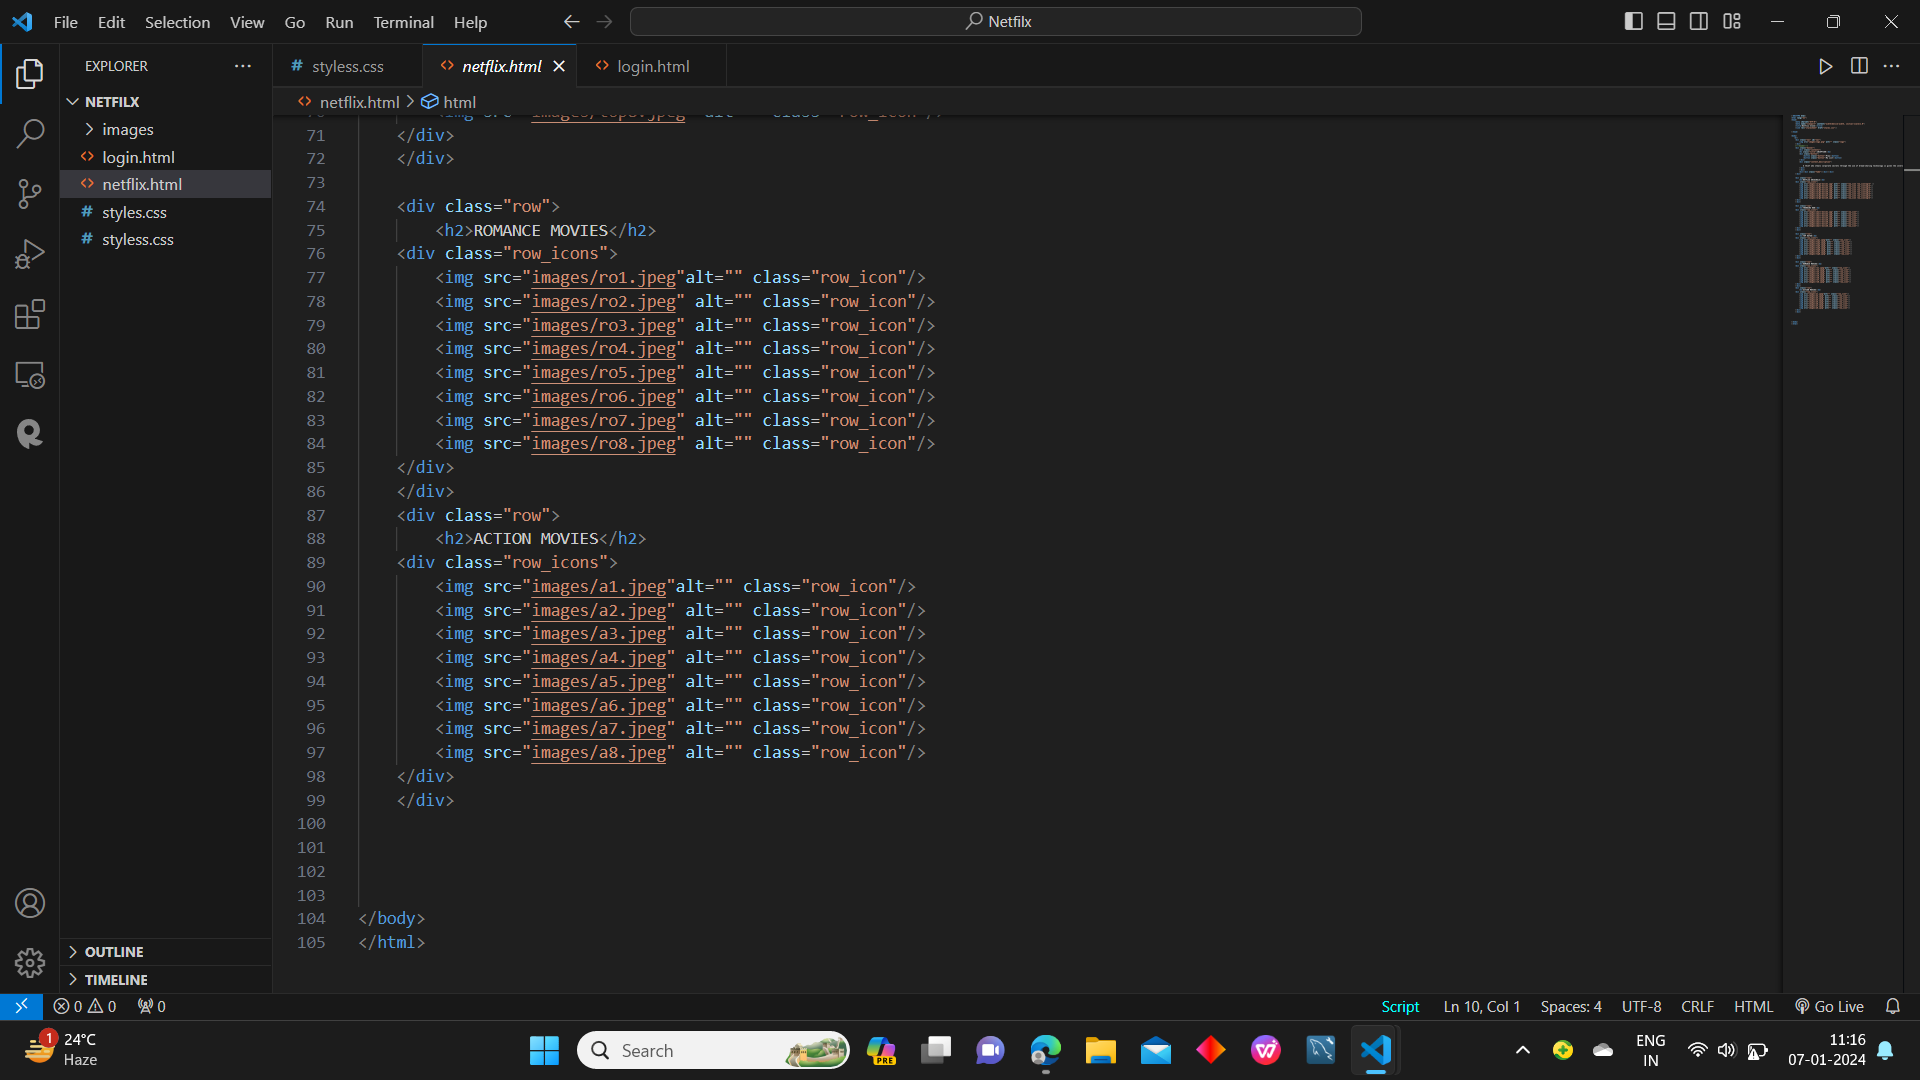 File Edit Selection View Go Run Terminal Help
Netfilx
EXPLORER
NETFILX
images
login.html
netflix.html
styles.css
styless.css
OUTLINE
TIMELINE
# styless.css
<> netflix.html
<> login.html
<> netflix.html > html
71 </div>
72 </div>
73
74 <div class="row">
75 <h2>ROMANCE MOVIES</h2>
76 <div class="row_icons">
77 <img src="images/ro1.jpeg"alt="" class="row_icon"/>
78 <img src="images/ro2.jpeg" alt="" class="row_icon"/>
79 <img src="images/ro3.jpeg" alt="" class="row_icon"/>
80 <img src="images/ro4.jpeg" alt="" class="row_icon"/>
81 <img src="images/ro5.jpeg" alt="" class="row_icon"/>
82 <img src="images/ro6.jpeg" alt="" class="row_icon"/>
83 <img src="images/ro7.jpeg" alt="" class="row_icon"/>
84 <img src="images/ro8.jpeg" alt="" class="row_icon"/>
85 </div>
86 </div>
87 <div class="row">
88 <h2>ACTION MOVIES</h2>
89 <div class="row_icons">
90 <img src="images/a1.jpeg"alt="" class="row_icon"/>
91 <img src="images/a2.jpeg" alt="" class="row_icon"/>
92 <img src="images/a3.jpeg" alt="" class="row_icon"/>
93 <img src="images/a4.jpeg" alt="" class="row_icon"/>
94 <img src="images/a5.jpeg" alt="" class="row_icon"/>
95 <img src="images/a6.jpeg" alt="" class="row_icon"/>
96 <img src="images/a7.jpeg" alt="" class="row_icon"/>
97 <img src="images/a8.jpeg" alt="" class="row_icon"/>
98 </div>
99 </div>
100
101
102
103
104 </body>
105 </html>
0 0 0
Script Ln 10, Col 1 Spaces: 4 UTF-8 CRLF HTML Go Live
1
24°C
Haze
Search
PRE
ENG
IN
11:16
07-01-2024